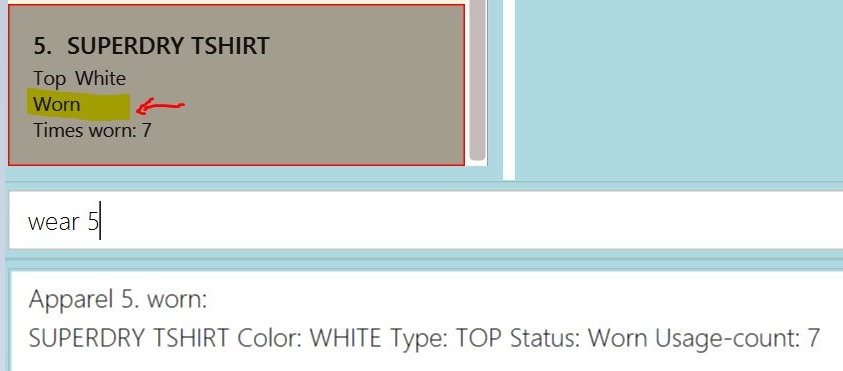 5. SUPERDRY TSHIRT
Top White
Worn
Times worn: 7
wear 5
Apparel 5. worn:
SUPERDRY TSHIRT Color: WHITE Type: TOP Status: Worn Usage-count: 7